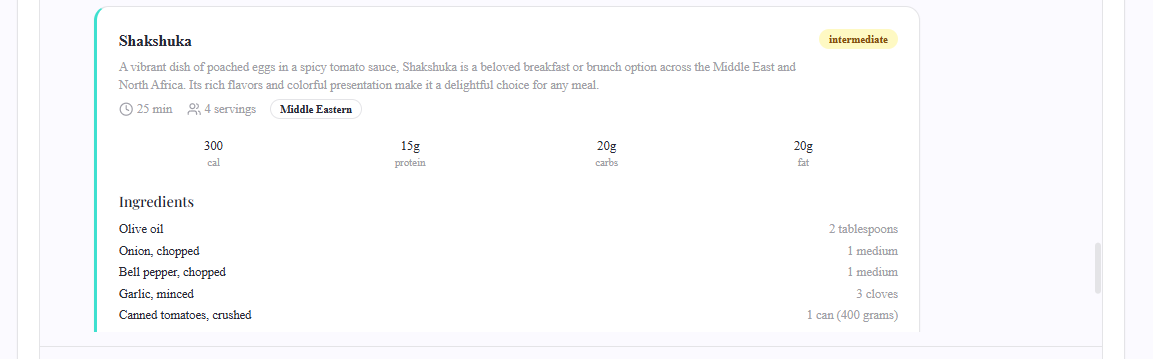 Shakshuka
intermediate
A vibrant dish of poached eggs in a spicy tomato sauce, Shakshuka is a beloved breakfast or brunch option across the Middle East and
North Africa. Its rich flavors and colorful presentation make it a delightful choice for any meal.
25 min 4 servings Middle Eastern
300 15g 20g 20g
cal protein carbs fat
Ingredients
Olive oil 2 tablespoons
Onion, chopped 1 medium
Bell pepper, chopped 1 medium
Garlic, minced 3 cloves
Canned tomatoes, crushed 1 can (400 grams)